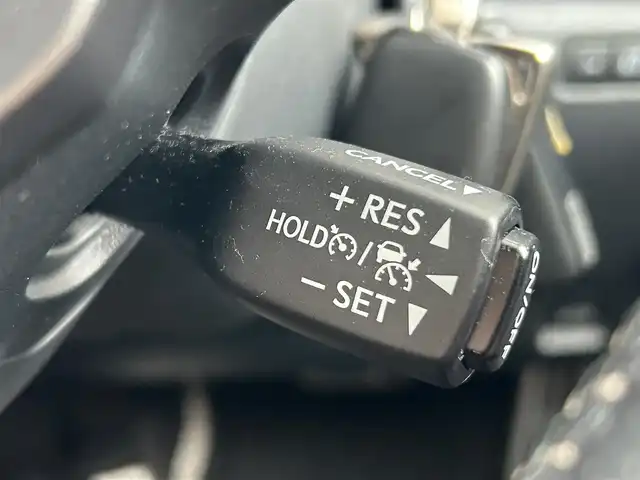 CANCEL▼
+ RES ▲
HOLD / ◀
− SET ▼
ON/OFF